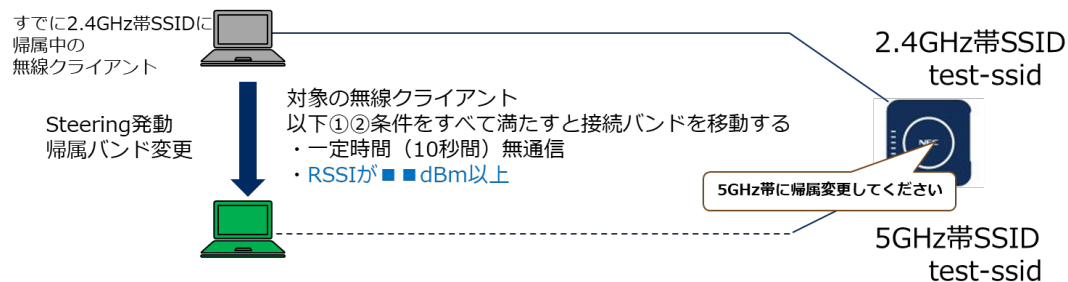 すでに2.4GHz帯SSIDに
帰属中の
無線クライアント
2.4GHz帯SSID
test-ssid
対象の無線クライアント
以下①②条件をすべて満たすと接続バンドを移動する
・一定時間（10秒間）無通信
・RSSIが■■dBm以上
Steering発動
帰属バンド変更
NEC
5GHz帯に帰属変更してください
5GHz帯SSID
test-ssid